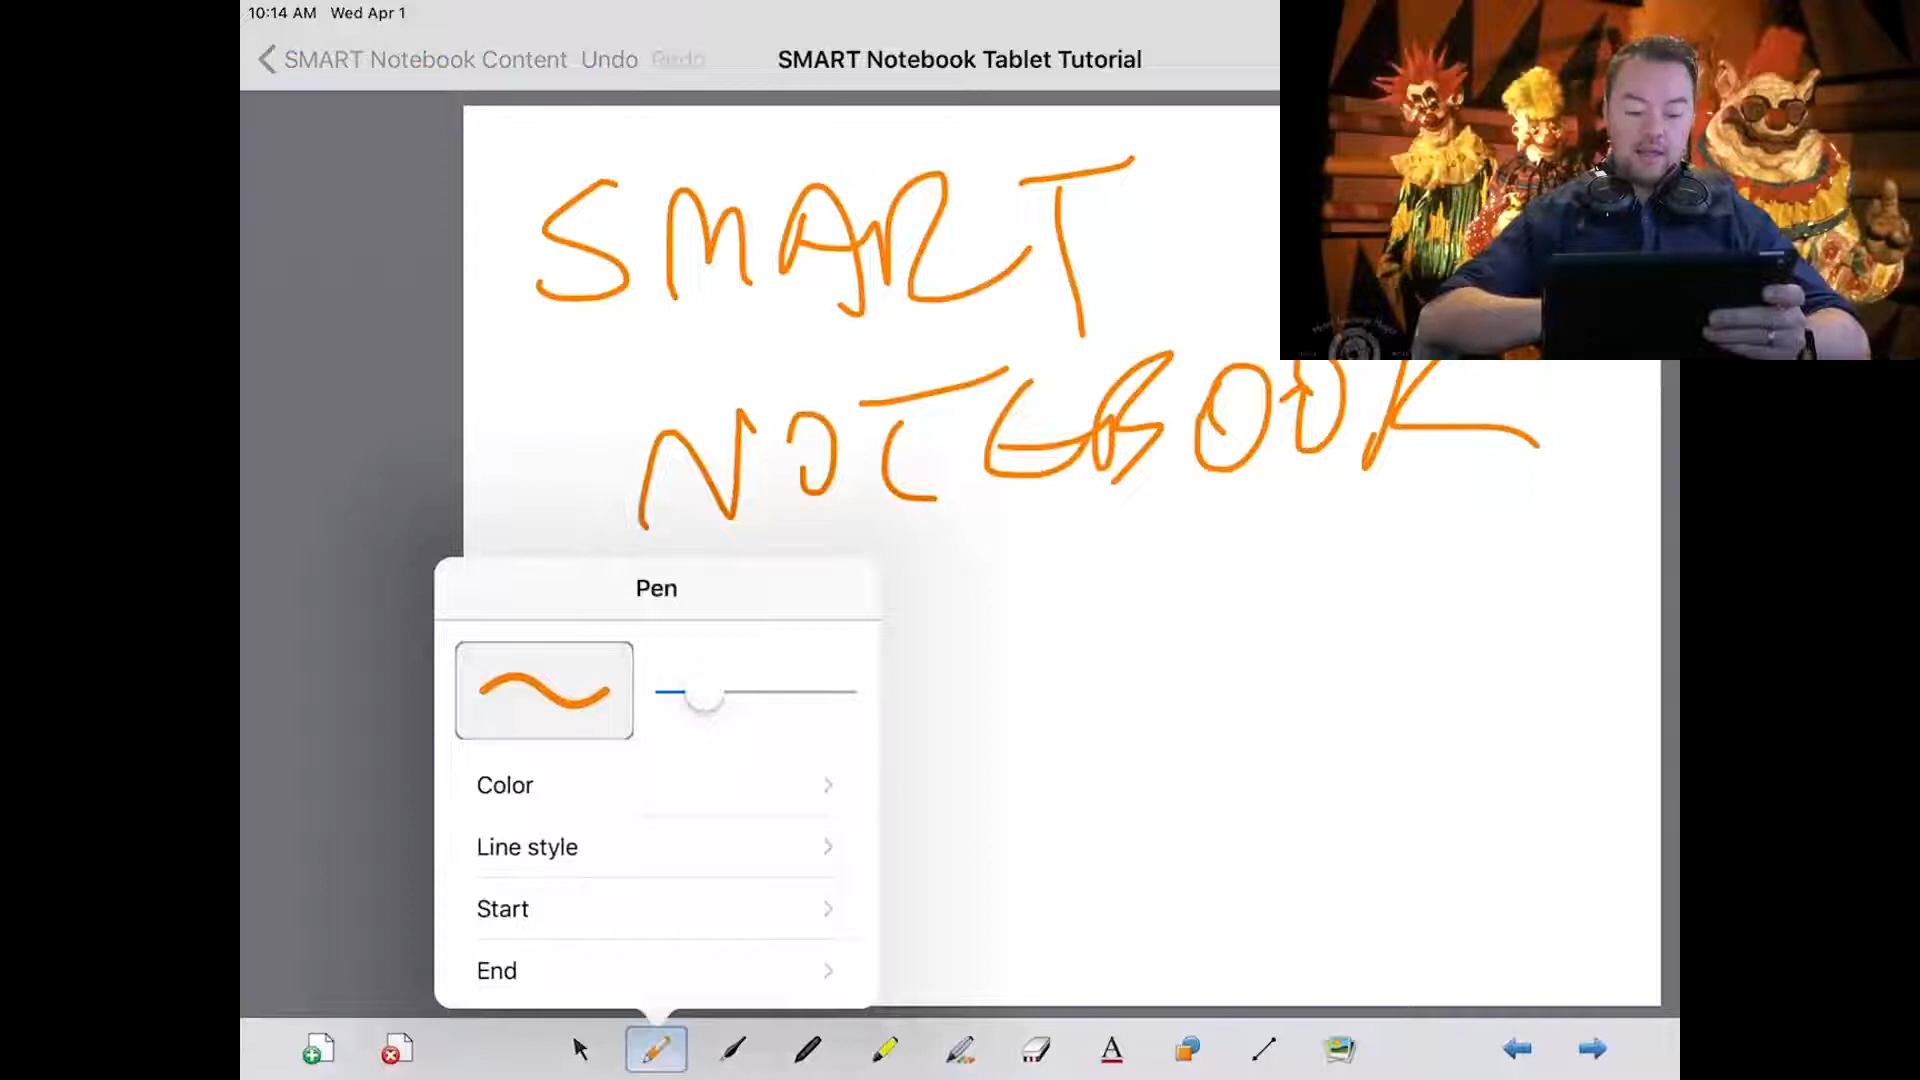 10:14 AM Wed Apr 1
SMART Notebook Content Undo Redo SMART Notebook Tablet Tutorial
SMART
NOTEBOOK
Pen
Color
Line style
Start
End
A